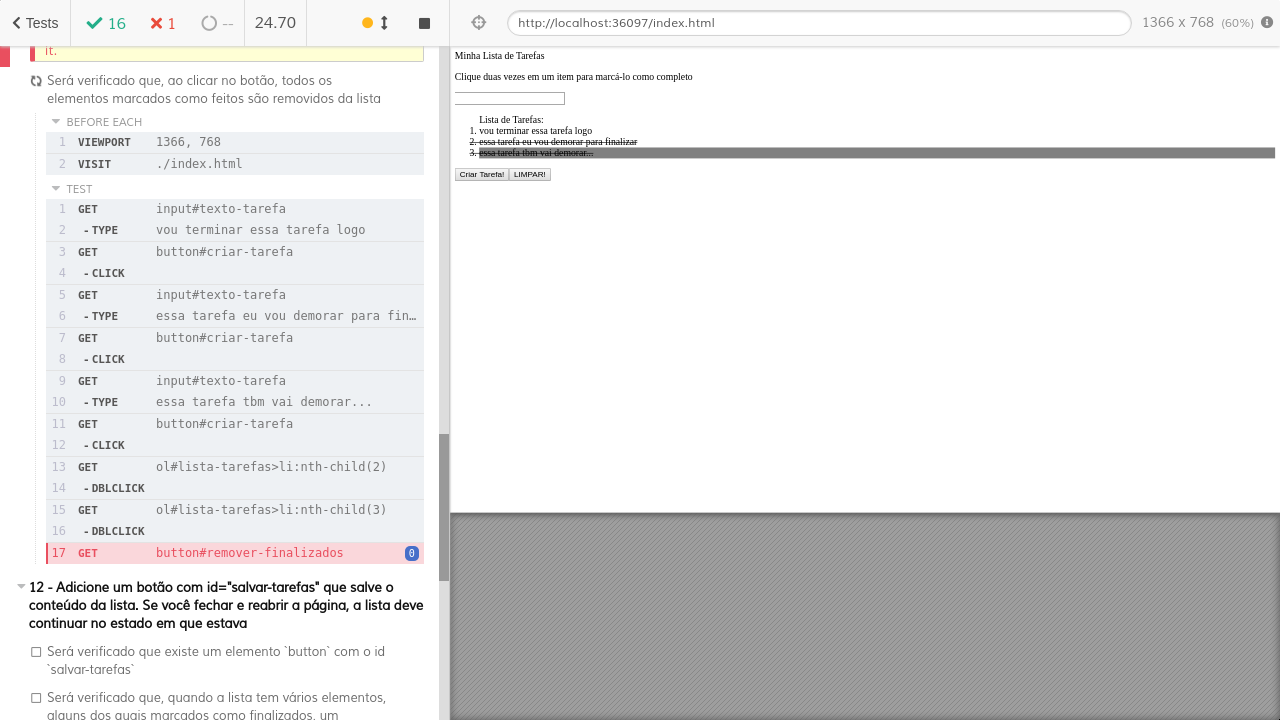 Tests 16 1 -- 24.70
it.
Será verificado que, ao clicar no botão, todos os
elementos marcados como feitos são removidos da lista
BEFORE EACH
1 VIEWPORT 1366, 768
2 VISIT ./index.html
TEST
1 GET input#texto-tarefa
2 - TYPE vou terminar essa tarefa logo
3 GET button#criar-tarefa
4 - CLICK
5 GET input#texto-tarefa
6 - TYPE essa tarefa eu vou demorar para fin…
7 GET button#criar-tarefa
8 - CLICK
9 GET input#texto-tarefa
10 - TYPE essa tarefa tbm vai demorar...
11 GET button#criar-tarefa
12 - CLICK
13 GET ol#lista-tarefas>li:nth-child(2)
14 - DBLCLICK
15 GET ol#lista-tarefas>li:nth-child(3)
16 - DBLCLICK
17 GET button#remover-finalizados 0
12 - Adicione um botão com id="salvar-tarefas" que salve o
conteúdo da lista. Se você fechar e reabrir a página, a lista deve
continuar no estado em que estava
Será verificado que existe um elemento `button` com o id
`salvar-tarefas`
Será verificado que, quando a lista tem vários elementos,
alguns dos quais marcados como finalizados, um
http://localhost:36097/index.html 1366 x 768 (60%)
Minha Lista de Tarefas
Clique duas vezes em um item para marcá-lo como completo
Lista de Tarefas:
1. vou terminar essa tarefa logo
2. essa tarefa eu vou demorar para finalizar
3. essa tarefa tbm vai demorar...
Criar Tarefa! LIMPAR!